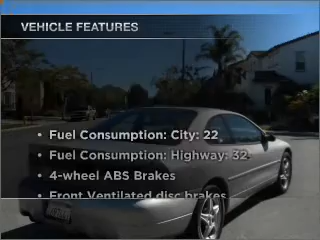 VEHICLE FEATURES
• Fuel Consumption: City: 22
• Fuel Consumption: Highway: 32
• 4-wheel ABS Brakes
• Front Ventilated disc brakes